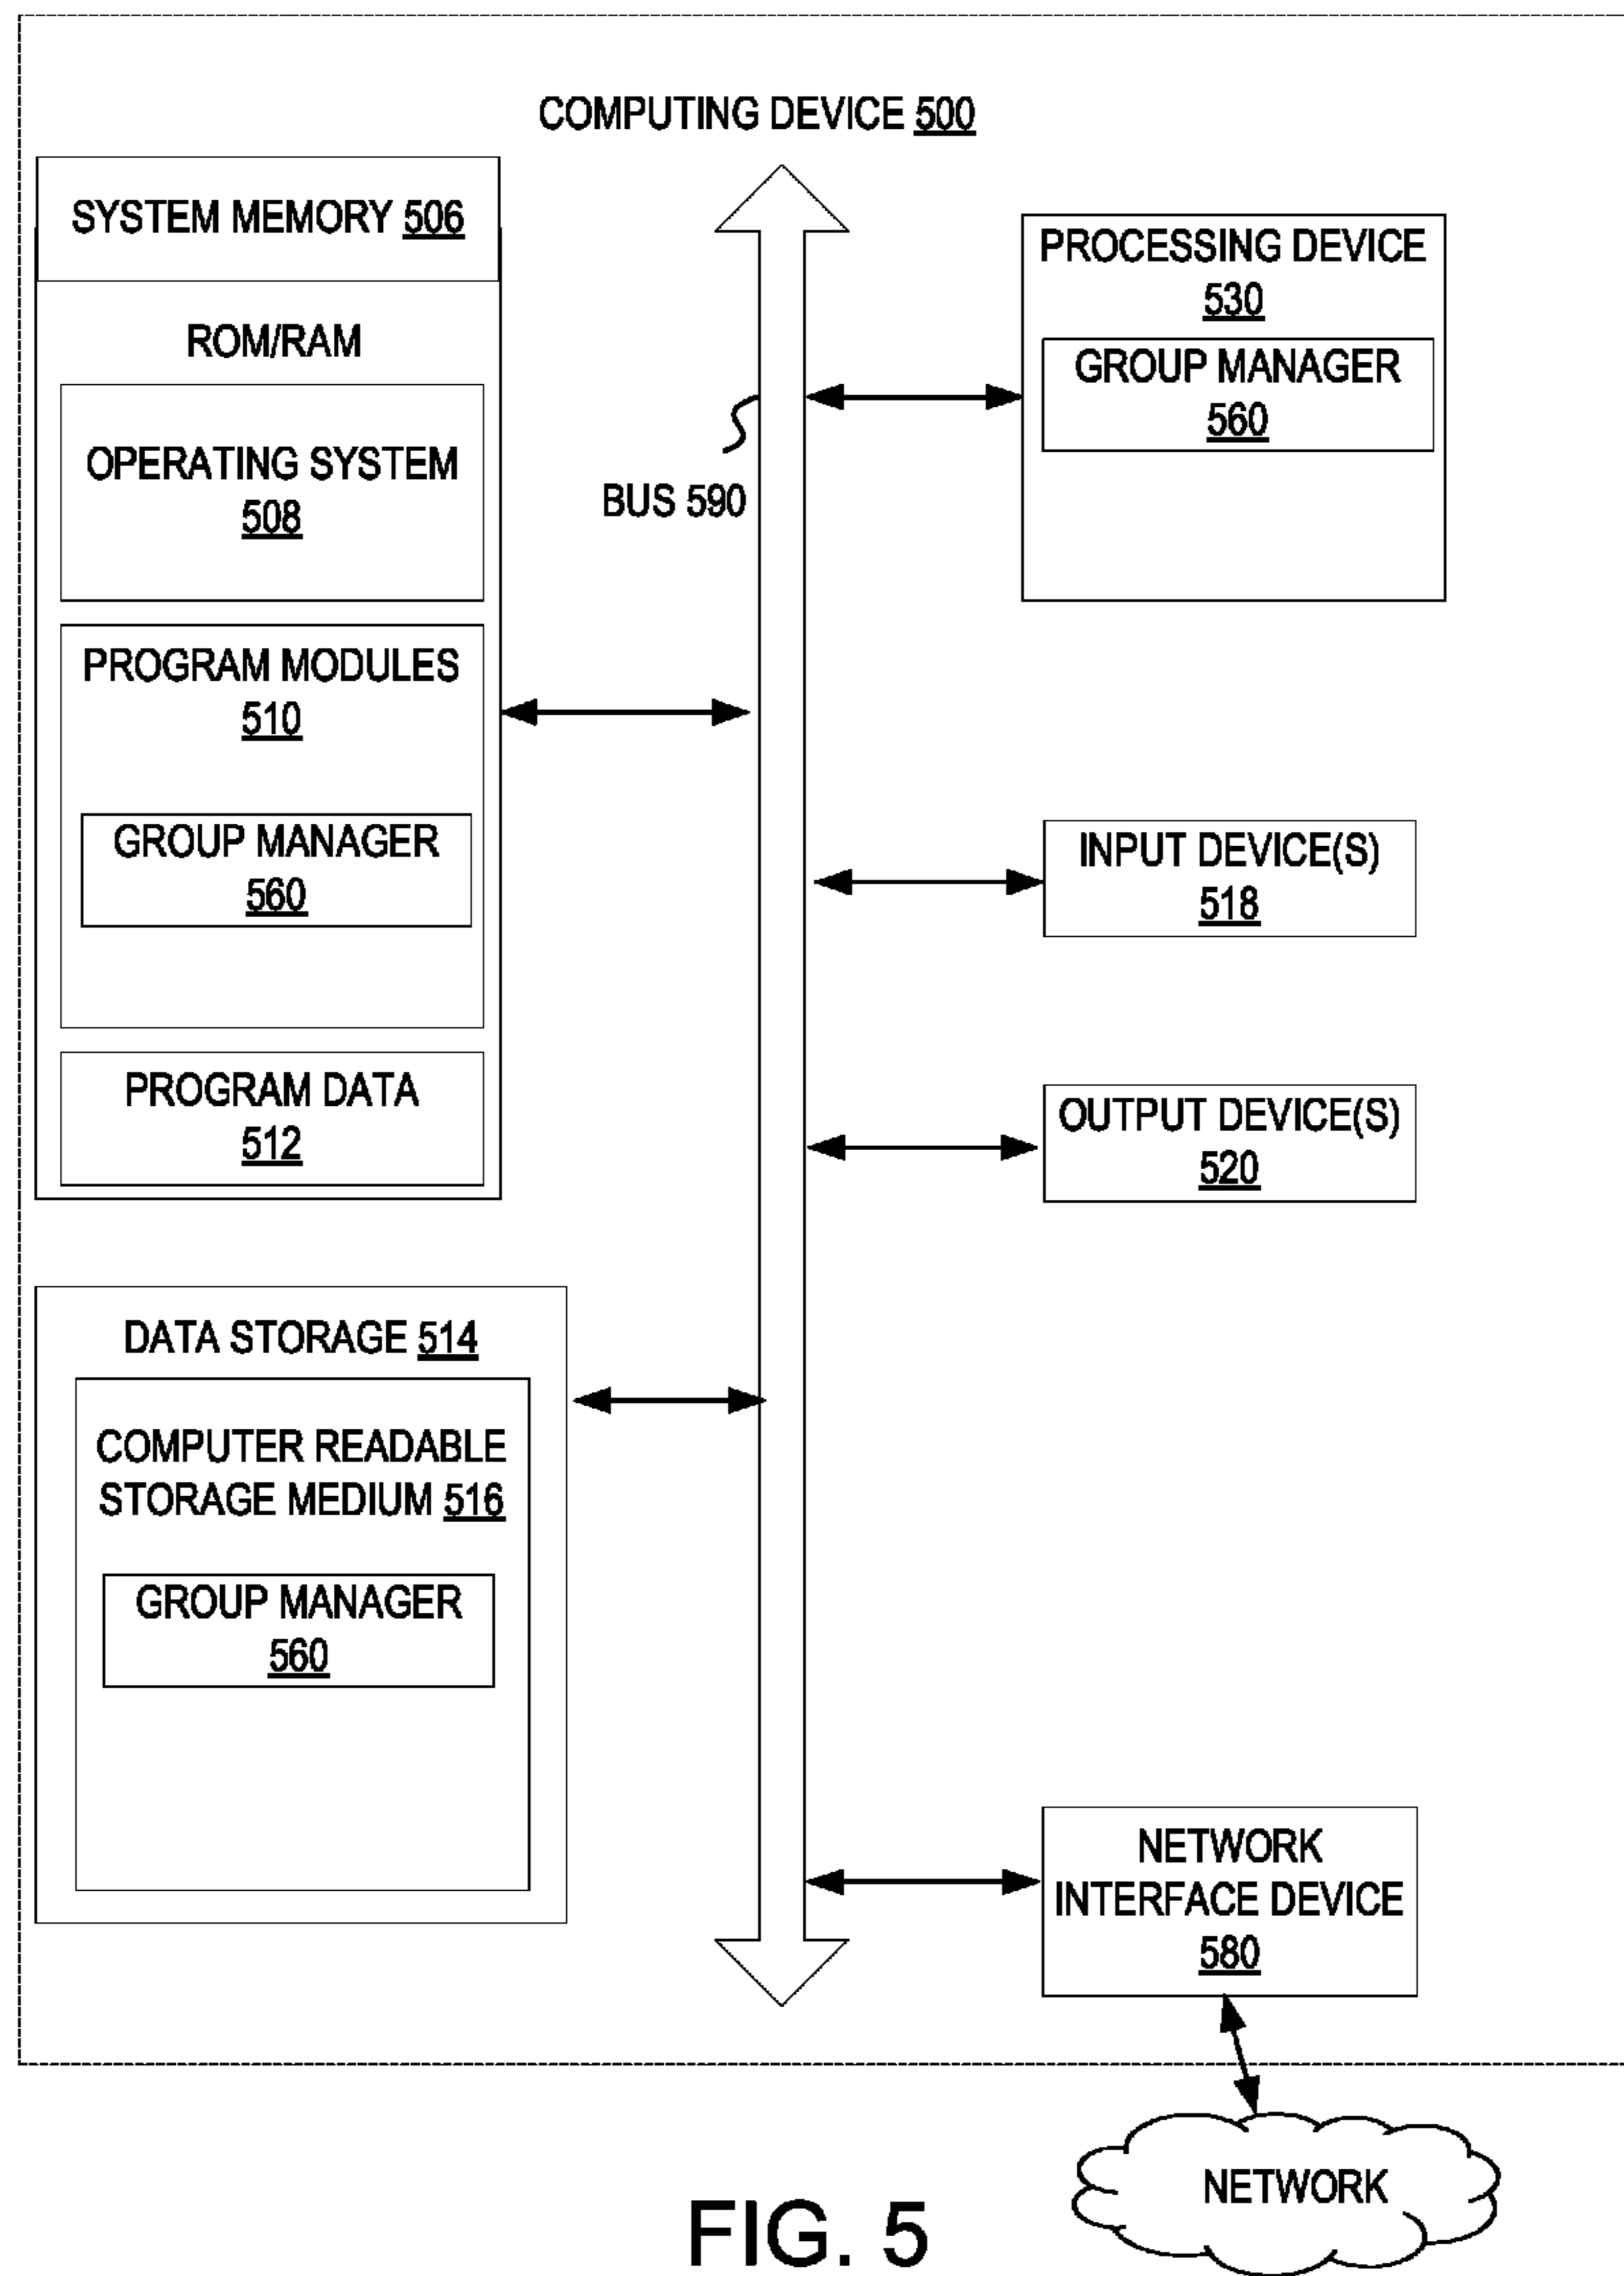 COMPUTING DEVICE 500
SYSTEM MEMORY 506
ROM/RAM
OPERATING SYSTEM
508
PROGRAM MODULES
510
GROUP MANAGER
560
PROGRAM DATA
512
DATA STORAGE 514
COMPUTER READABLE
STORAGE MEDIUM 516
GROUP MANAGER
560
BUS 590
PROCESSING DEVICE
530
GROUP MANAGER
560
INPUT DEVICE(S)
518
OUTPUT DEVICE(S)
520
NETWORK
INTERFACE DEVICE
580
NETWORK
FIG. 5